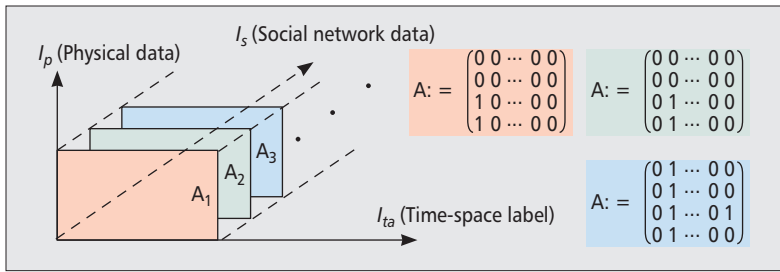 I_p (Physical data)
I_s (Social network data)
A_1
A_2
A_3
I_ta (Time-space label)
A: =
0 0 ··· 0 0
0 0 ··· 0 0
1 0 ··· 0 0
1 0 ··· 0 0
A: =
0 0 ··· 0 0
0 0 ··· 0 0
0 1 ··· 0 0
0 1 ··· 0 0
A: =
0 1 ··· 0 0
0 1 ··· 0 0
0 1 ··· 0 1
0 1 ··· 0 0